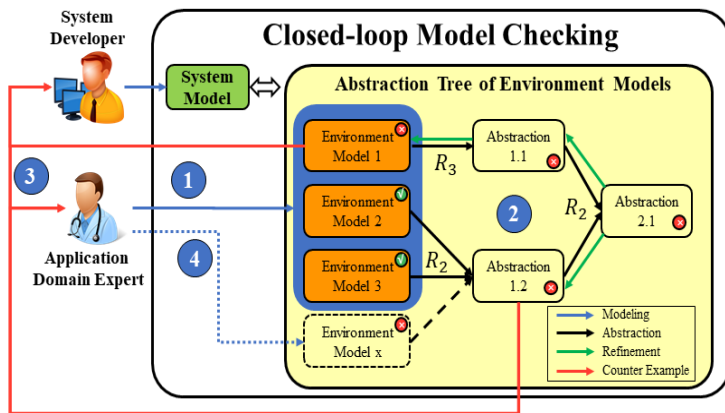 System
Developer
Closed-loop Model Checking
System
Model
Abstraction Tree of Environment Models
Environment
Model 1
R3
Abstraction
1.1
3
1
Environment
Model 2
2
R2
Abstraction
2.1
Application
Domain Expert
4
Environment
Model 3
R2
Abstraction
1.2
Environment
Model x
Modeling
Abstraction
Refinement
Counter Example